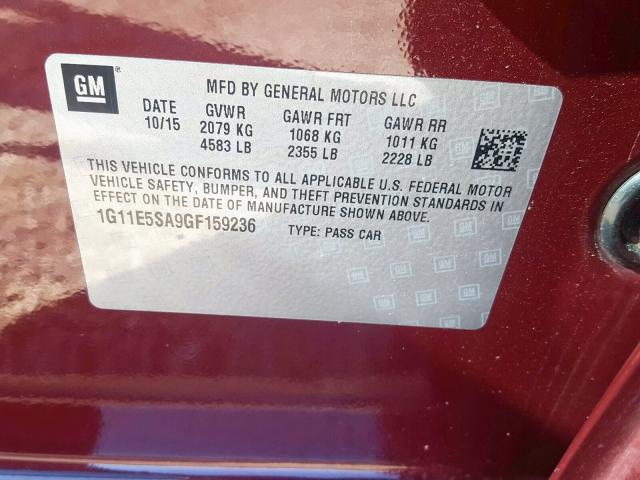 GM
MFD BY GENERAL MOTORS LLC
DATE GVWR GAWR FRT GAWR RR
10/15 2079 KG 1068 KG 1011 KG
4583 LB 2355 LB 2228 LB
THIS VEHICLE CONFORMS TO ALL APPLICABLE U.S. FEDERAL MOTOR
VEHICLE SAFETY, BUMPER, AND THEFT PREVENTION STANDARDS IN
EFFECT ON THE DATE OF MANUFACTURE SHOWN ABOVE.
1G11E5SA9GF159236 TYPE: PASS CAR